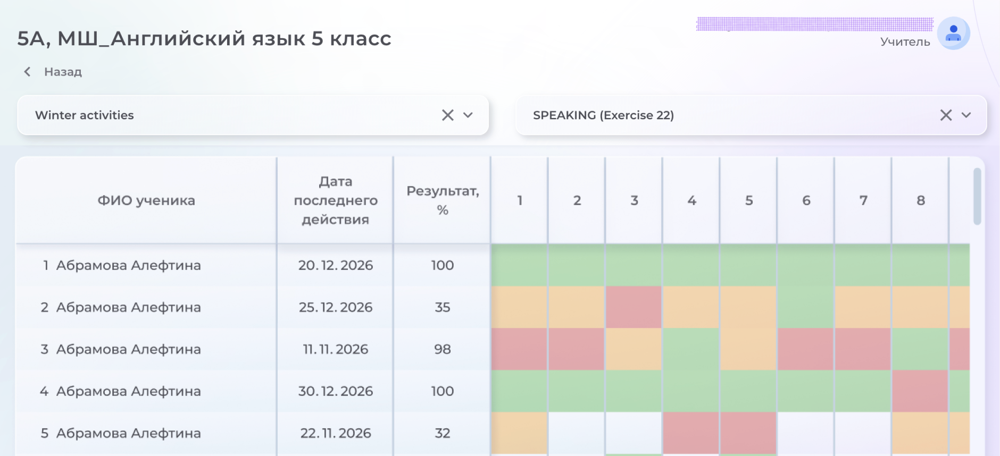 5А, МШ_Английский язык 5 класс
Учитель
Назад
Winter activities
SPEAKING (Exercise 22)
ФИО ученика
Дата
последнего
действия
Результат,
%
1 2 3 4 5 6 7 8
1 Абрамова Алефтина 20.12.2026 100
2 Абрамова Алефтина 25.12.2026 35
3 Абрамова Алефтина 11.11.2026 98
4 Абрамова Алефтина 30.12.2026 100
5 Абрамова Алефтина 22.11.2026 32